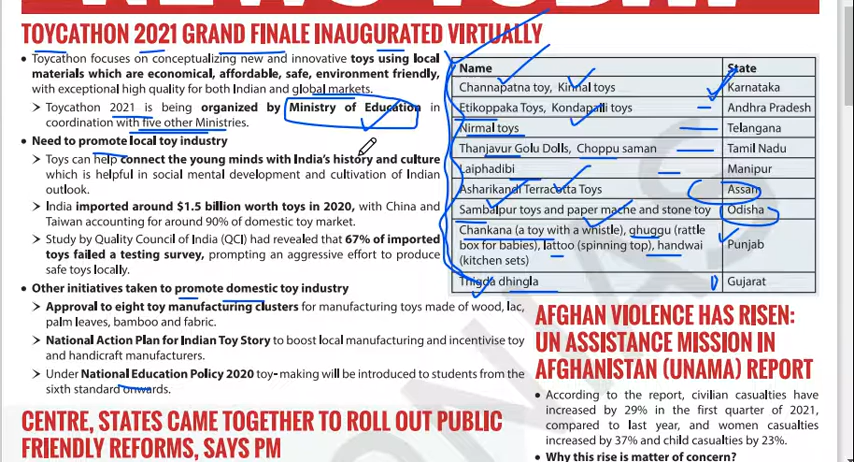 NEWS TODAY
TOYCATHON 2021 GRAND FINALE INAUGURATED VIRTUALLY
• Toycathon focuses on conceptualizing new and innovative toys using local
materials which are economical, affordable, safe, environment friendly,
with exceptional high quality for both Indian and global markets.
➢ Toycathon 2021 is being organized by Ministry of Education in
coordination with five other Ministries.
• Need to promote local toy industry
➢ Toys can help connect the young minds with India's history and culture
which is helpful in social mental development and cultivation of Indian
outlook.
➢ India imported around $1.5 billion worth toys in 2020, with China and
Taiwan accounting for around 90% of domestic toy market.
➢ Study by Quality Council of India (QCI) had revealed that 67% of imported
toys failed a testing survey, prompting an aggressive effort to produce
safe toys locally.
• Other initiatives taken to promote domestic toy industry
➢ Approval to eight toy manufacturing clusters for manufacturing toys made of wood, lac,
palm leaves, bamboo and fabric.
➢ National Action Plan for Indian Toy Story to boost local manufacturing and incentivise toy
and handicraft manufacturers.
➢ Under National Education Policy 2020 toy-making will be introduced to students from the
sixth standard onwards.
CENTRE, STATES CAME TOGETHER TO ROLL OUT PUBLIC
FRIENDLY REFORMS, SAYS PM
Name State
Channapatna toy, Kinnal toys Karnataka
Etikoppaka Toys, Kondapalli toys Andhra Pradesh
Nirmal toys Telangana
Thanjavur Golu Dolls, Choppu saman Tamil Nadu
Laiphadibi Manipur
Asharikandi Terracotta Toys Assam
Sambalpur toys and paper mache and stone toy Odisha
Chankana (a toy with a whistle), ghuggu (rattle
box for babies), lattoo (spinning top), handwai Punjab
(kitchen sets)
Thigda dhingla Gujarat
AFGHAN VIOLENCE HAS RISEN:
UN ASSISTANCE MISSION IN
AFGHANISTAN (UNAMA) REPORT
• According to the report, civilian casualties have
increased by 29% in the first quarter of 2021,
compared to last year, and women casualties
increased by 37% and child casualties by 23%.
• Why this rise is matter of concern?